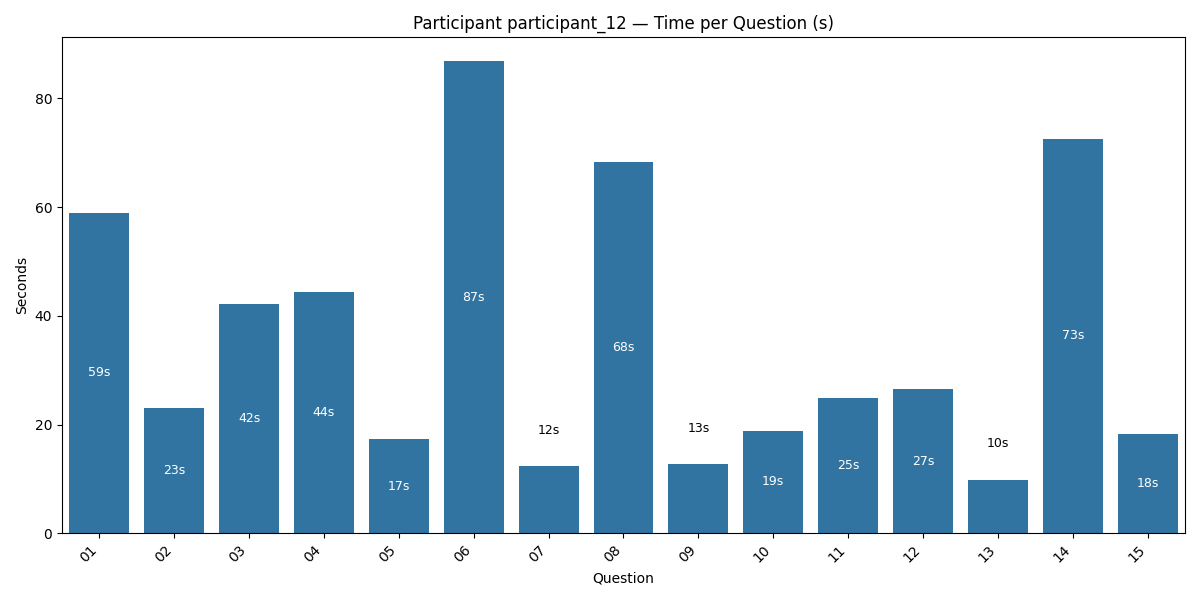 Participant participant_12 — Time per Question (s)
Seconds
80
60
40
20
0
59s
23s
42s
44s
17s
87s
12s
68s
13s
19s
25s
27s
10s
73s
18s
01
02
03
04
05
06
07
08
09
10
11
12
13
14
15
Question